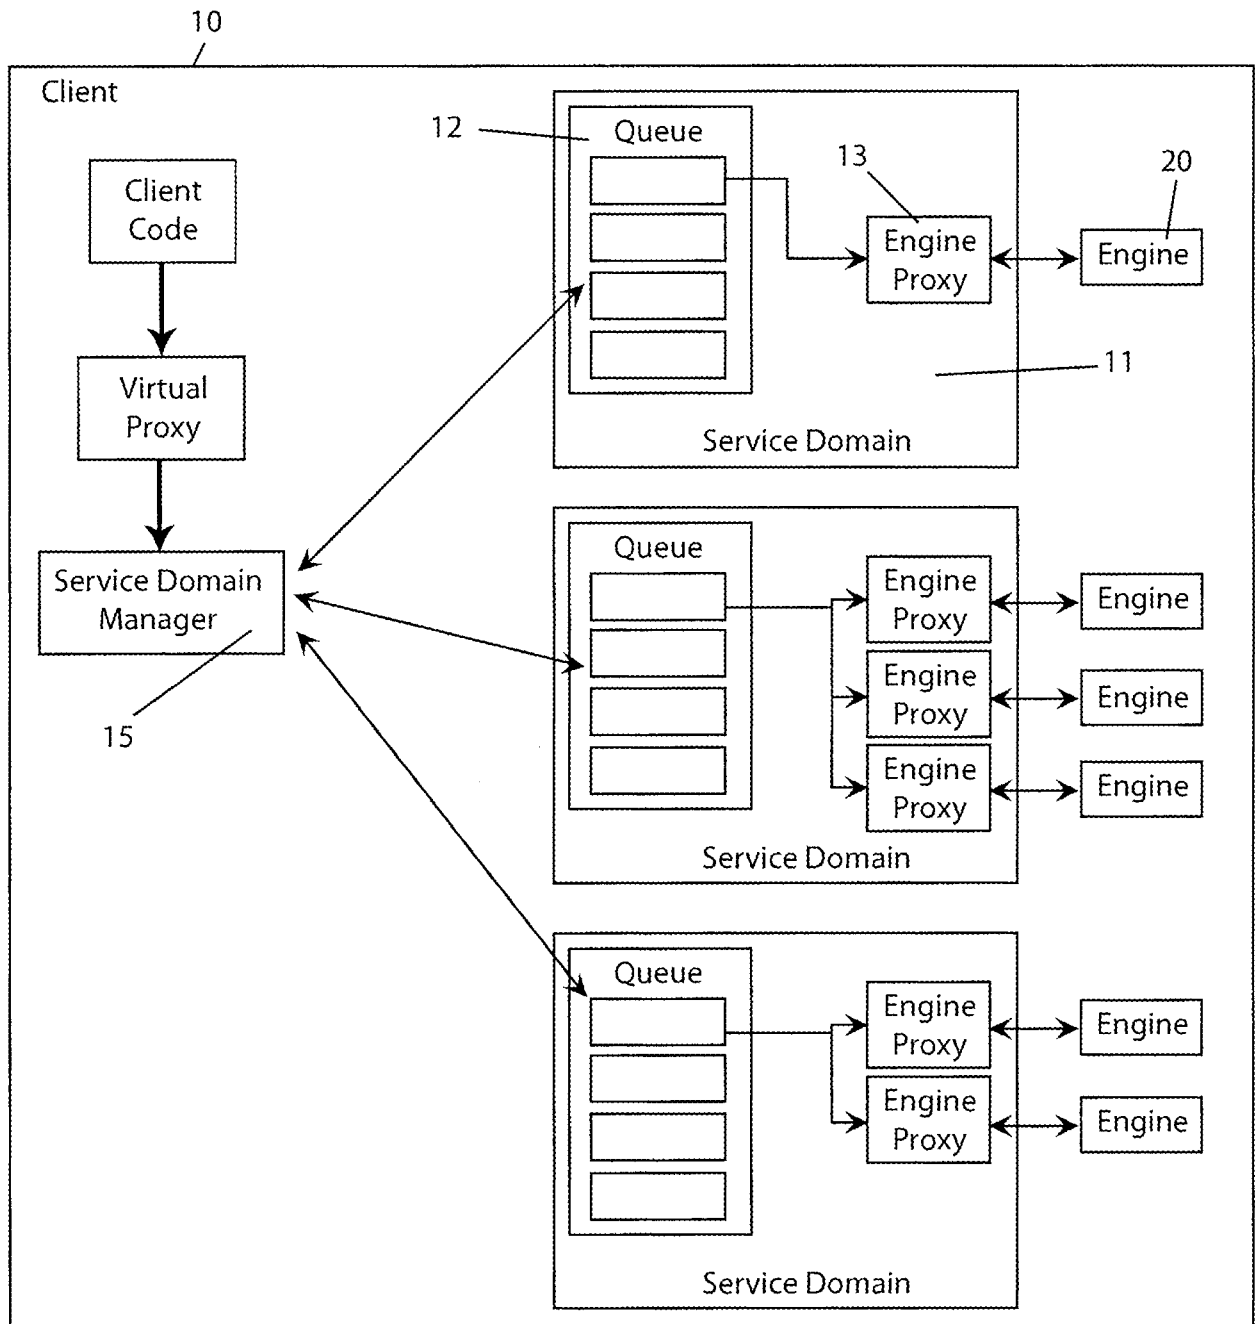 10
Client
Client
Code
Virtual
Proxy
Service Domain
Manager
15
12
Queue
13
Engine
Proxy
20
Engine
11
Service Domain
Queue
Engine
Proxy
Engine
Engine
Proxy
Engine
Engine
Proxy
Engine
Service Domain
Queue
Engine
Proxy
Engine
Engine
Proxy
Engine
Service Domain